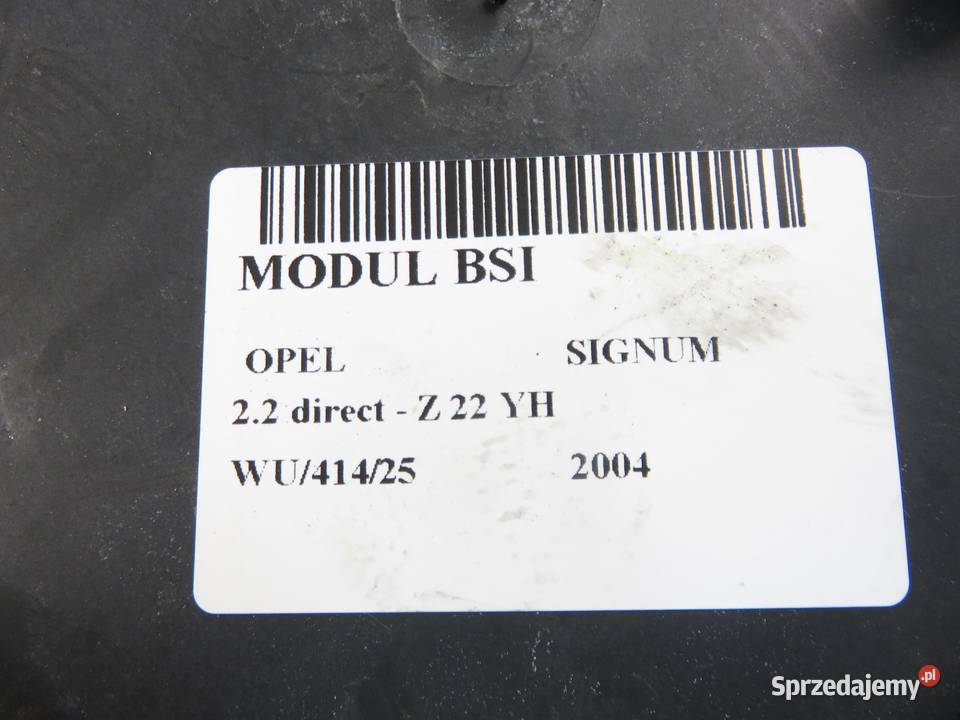 MODUL BSI
OPEL SIGNUM
2.2 direct - Z 22 YH
WU/414/25 2004
Sprzedajemy.pl